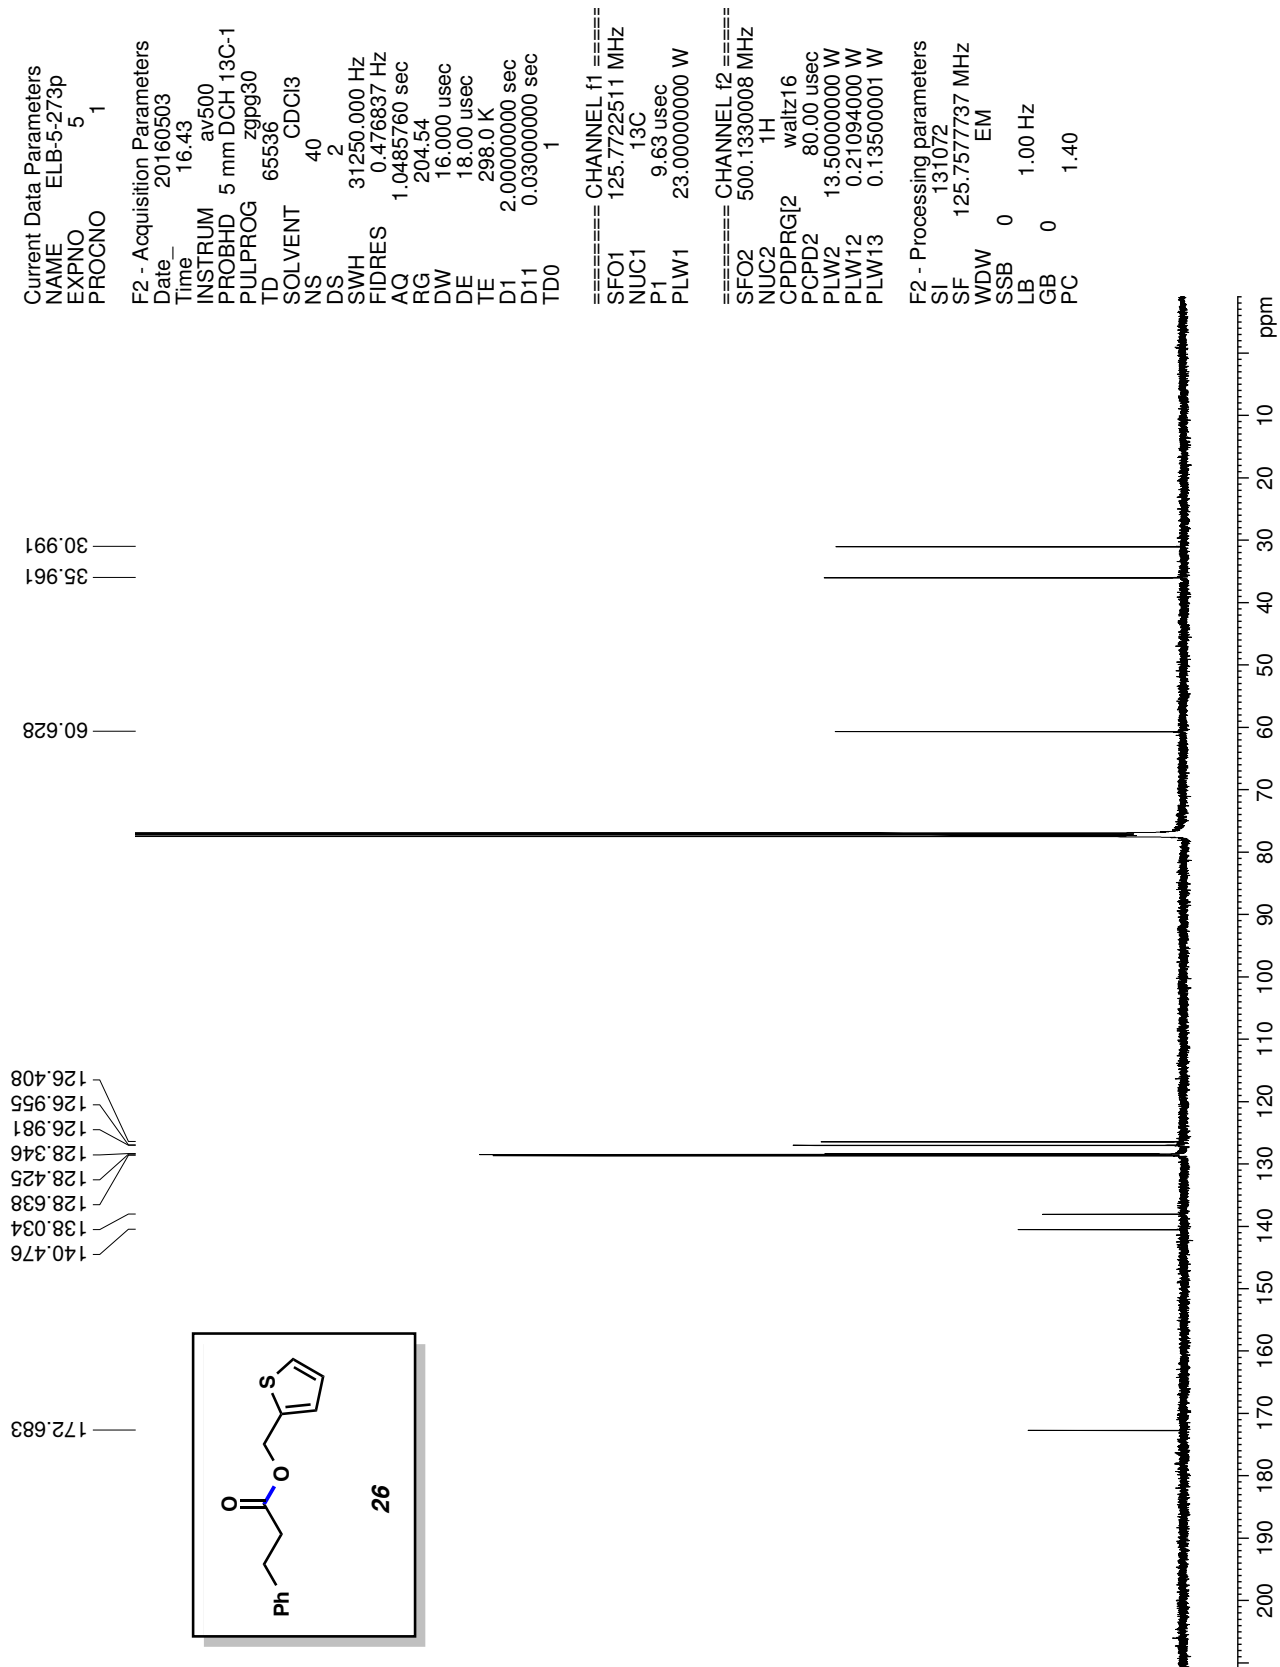 Current Data Parameters
NAME ELB-5-273p
EXPNO 5
PROCNO 1
F2 - Acquisition Parameters
Date_ 20160503
Time 16.43
INSTRUM av500
PROBHD 5 mm DCH 13C-1
PULPROG zgpg30
TD 65536
SOLVENT CDCl3
NS 40
DS 2
SWH 31250.000 Hz
FIDRES 0.476837 Hz
AQ 1.0485760 sec
RG 204.54
DW 16.000 usec
DE 18.00 usec
TE 298.0 K
D1 2.00000000 sec
D11 0.03000000 sec
TD0 1
======== CHANNEL f1 ========
SFO1 125.7722511 MHz
NUC1 13C
P1 9.63 usec
PLW1 23.00000000 W
======== CHANNEL f2 ========
SFO2 500.1330008 MHz
NUC2 1H
CPDPRG[2 waltz16
PCPD2 80.00 usec
PLW2 13.50000000 W
PLW12 0.21094000 W
PLW13 0.13500001 W
F2 - Processing parameters
SI 131072
SF 125.7577737 MHz
WDW EM
SSB 0
LB 1.00 Hz
GB 0
PC 1.40
172.683
140.476
138.034
128.638
128.425
128.346
126.981
126.955
126.408
60.628
35.961
30.991
O
Ph
O
S
26
200 190 180 170 160 150 140 130 120 110 100 90 80 70 60 50 40 30 20 10 ppm